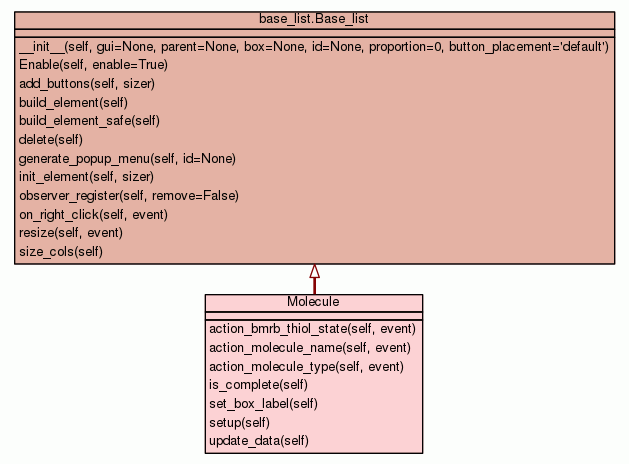 base_list.Base_list
__init__(self, gui=None, parent=None, box=None, id=None, proportion=0, button_placement='default')
Enable(self, enable=True)
add_buttons(self, sizer)
build_element(self)
build_element_safe(self)
delete(self)
generate_popup_menu(self, id=None)
init_element(self, sizer)
observer_register(self, remove=False)
on_right_click(self, event)
resize(self, event)
size_cols(self)
Molecule
action_bmrb_thiol_state(self, event)
action_molecule_name(self, event)
action_molecule_type(self, event)
is_complete(self)
set_box_label(self)
setup(self)
update_data(self)